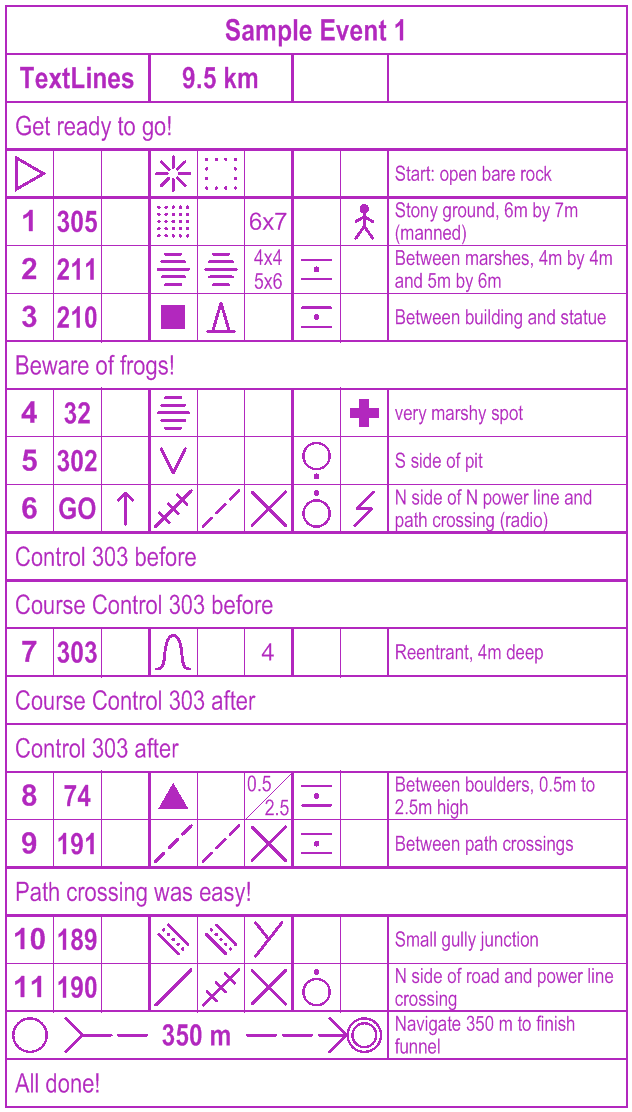 Sample Event 1
TextLines 9.5 km
Get ready to go!
Start: open bare rock
1 305 6x7 Stony ground, 6m by 7m
(manned)
2 211 4x4 Between marshes, 4m by 4m
5x6 and 5m by 6m
3 210 Between building and statue
Beware of frogs!
4 32 very marshy spot
5 302 S side of pit
6 GO N side of N power line and
path crossing (radio)
Control 303 before
Course Control 303 before
7 303 4 Reentrant, 4m deep
Course Control 303 after
Control 303 after
8 74 0.5 Between boulders, 0.5m to
2.5 2.5m high
9 191 Between path crossings
Path crossing was easy!
10 189 Small gully junction
11 190 N side of road and power line
crossing
350 m Navigate 350 m to finish
funnel
All done!